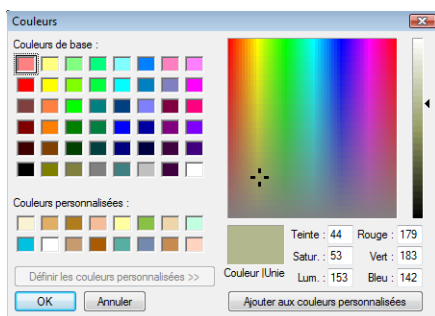 Couleurs
Couleurs de base :
Couleurs personnalisées :
Définir les couleurs personnalisées >>
OK Annuler
Couleur |Unie
Teinte : 44 Rouge : 179
Satur. : 53 Vert : 183
Lum. : 153 Bleu : 142
Ajouter aux couleurs personnalisées